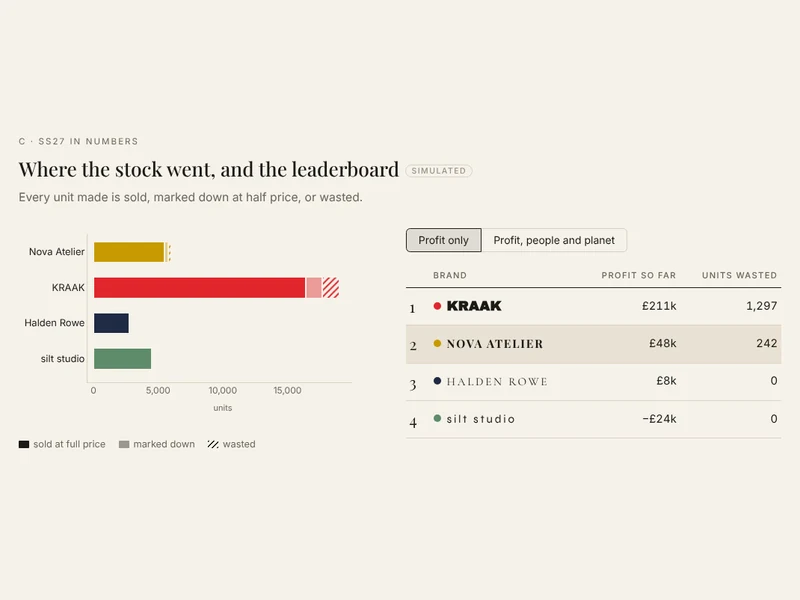 C · SS27 IN NUMBERS
Where the stock went, and the leaderboard SIMULATED
Every unit made is sold, marked down at half price, or wasted.
Nova Atelier
KRAAK
Halden Rowe
silt studio
0 5,000 10,000 15,000
units
sold at full price marked down wasted
Profit only Profit, people and planet
BRAND PROFIT SO FAR UNITS WASTED
1 KRAAK £211k 1,297
2 NOVA ATELIER £48k 242
3 HALDEN ROWE £8k 0
4 silt studio −£24k 0